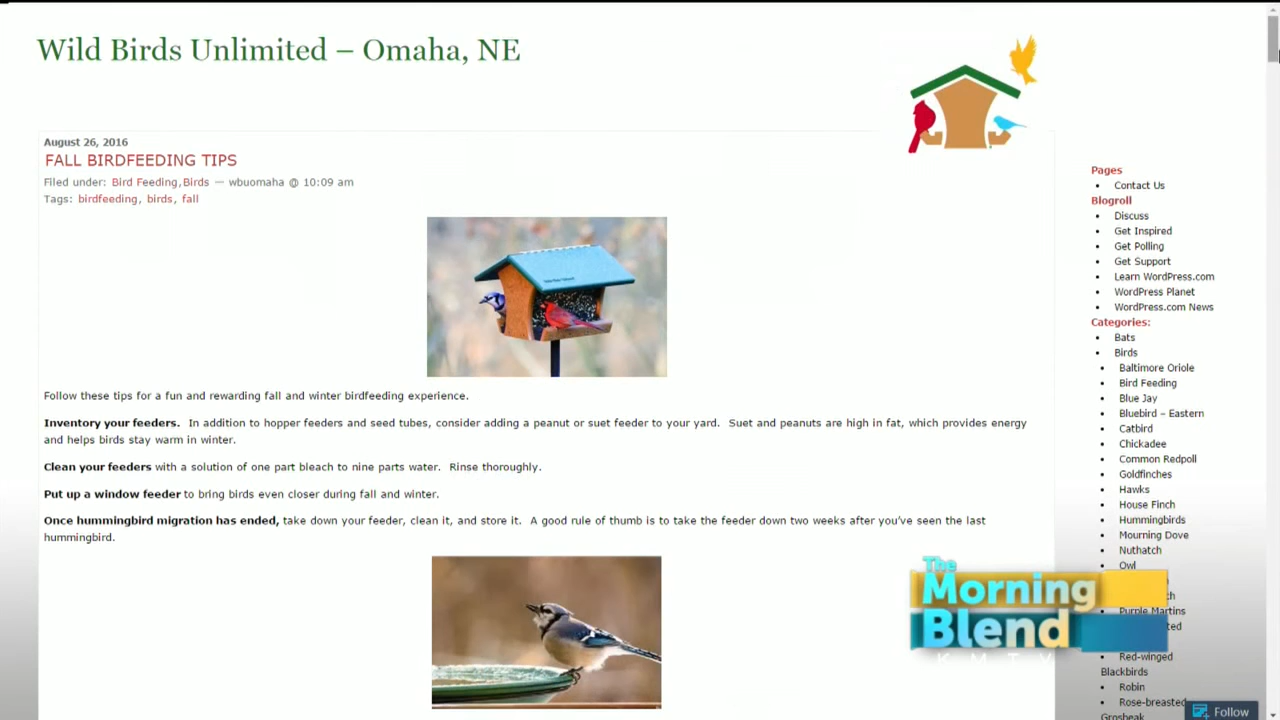 Wild Birds Unlimited – Omaha, NE
August 26, 2016
FALL BIRDFEEDING TIPS
Filed under: Bird Feeding, Birds — wbuomaha @ 10:09 am
Tags: birdfeeding, birds, fall
Follow these tips for a fun and rewarding fall and winter birdfeeding experience.
Inventory your feeders. In addition to hopper feeders and seed tubes, consider adding a peanut or suet feeder to your yard. Suet and peanuts are high in fat, which provides energy
and helps birds stay warm in winter.
Clean your feeders with a solution of one part bleach to nine parts water. Rinse thoroughly.
Put up a window feeder to bring birds even closer during fall and winter.
Once hummingbird migration has ended, take down your feeder, clean it, and store it. A good rule of thumb is to take the feeder down two weeks after you've seen the last
hummingbird.
Pages
Contact Us
Blogroll
Discuss
Get Inspired
Get Polling
Get Support
Learn WordPress.com
WordPress Planet
WordPress.com News
Categories:
Bats
Birds
Baltimore Oriole
Bird Feeding
Blue Jay
Bluebird – Eastern
Catbird
Chickadee
Common Redpoll
Goldfinches
Hawks
House Finch
Hummingbirds
Mourning Dove
Nuthatch
Owl
Purple Martins
Red-winged
Blackbirds
Robin
Rose-breasted
Grosbeak
The
Morning
Blend
K M T V
Follow